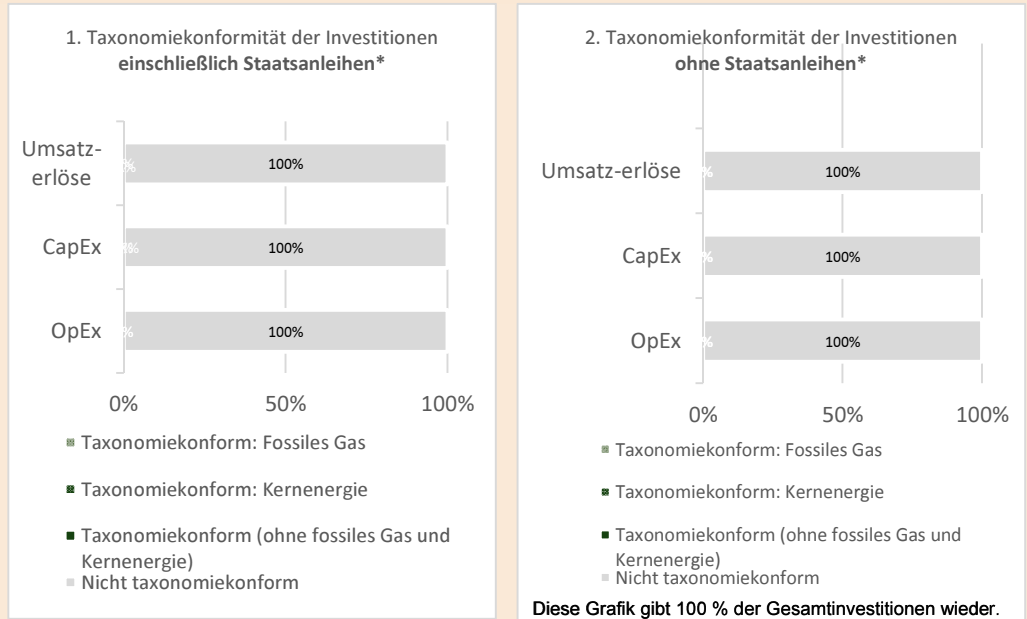 1. Taxonomiekonformität der Investitionen
einschließlich Staatsanleihen*
Umsatz-
erlöse
100%
CapEx
100%
OpEx
100%
0% 50% 100%
Taxonomiekonform: Fossiles Gas
Taxonomiekonform: Kernenergie
Taxonomiekonform (ohne fossiles Gas und
Kernenergie)
Nicht taxonomiekonform
2. Taxonomiekonformität der Investitionen
ohne Staatsanleihen*
Umsatz-erlöse
100%
CapEx
100%
OpEx
100%
0% 50% 100%
Taxonomiekonform: Fossiles Gas
Taxonomiekonform: Kernenergie
Taxonomiekonform (ohne fossiles Gas und
Kernenergie)
Nicht taxonomiekonform
Diese Grafik gibt 100 % der Gesamtinvestitionen wieder.